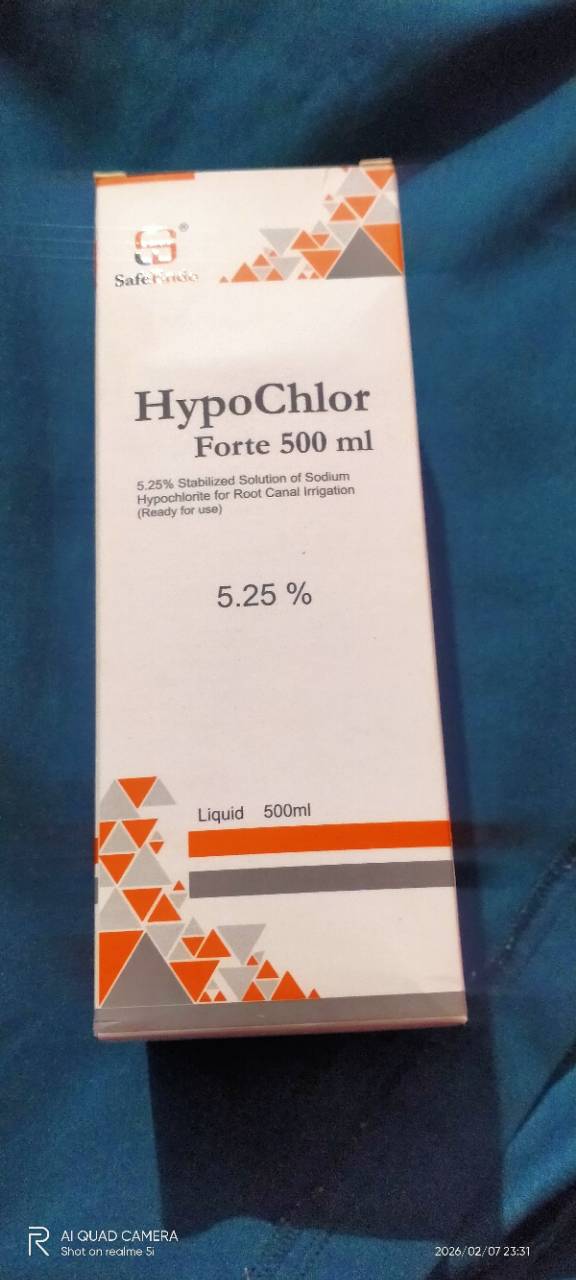 ®
Safe
HypoChlor
Forte 500 ml
5.25% Stabilized Solution of Sodium
Hypochlorite for Root Canal Irrigation
(Ready for use)
5.25 %
Liquid 500ml
R
AI QUAD CAMERA
Shot on realme 5i
2026/02/07 23:31